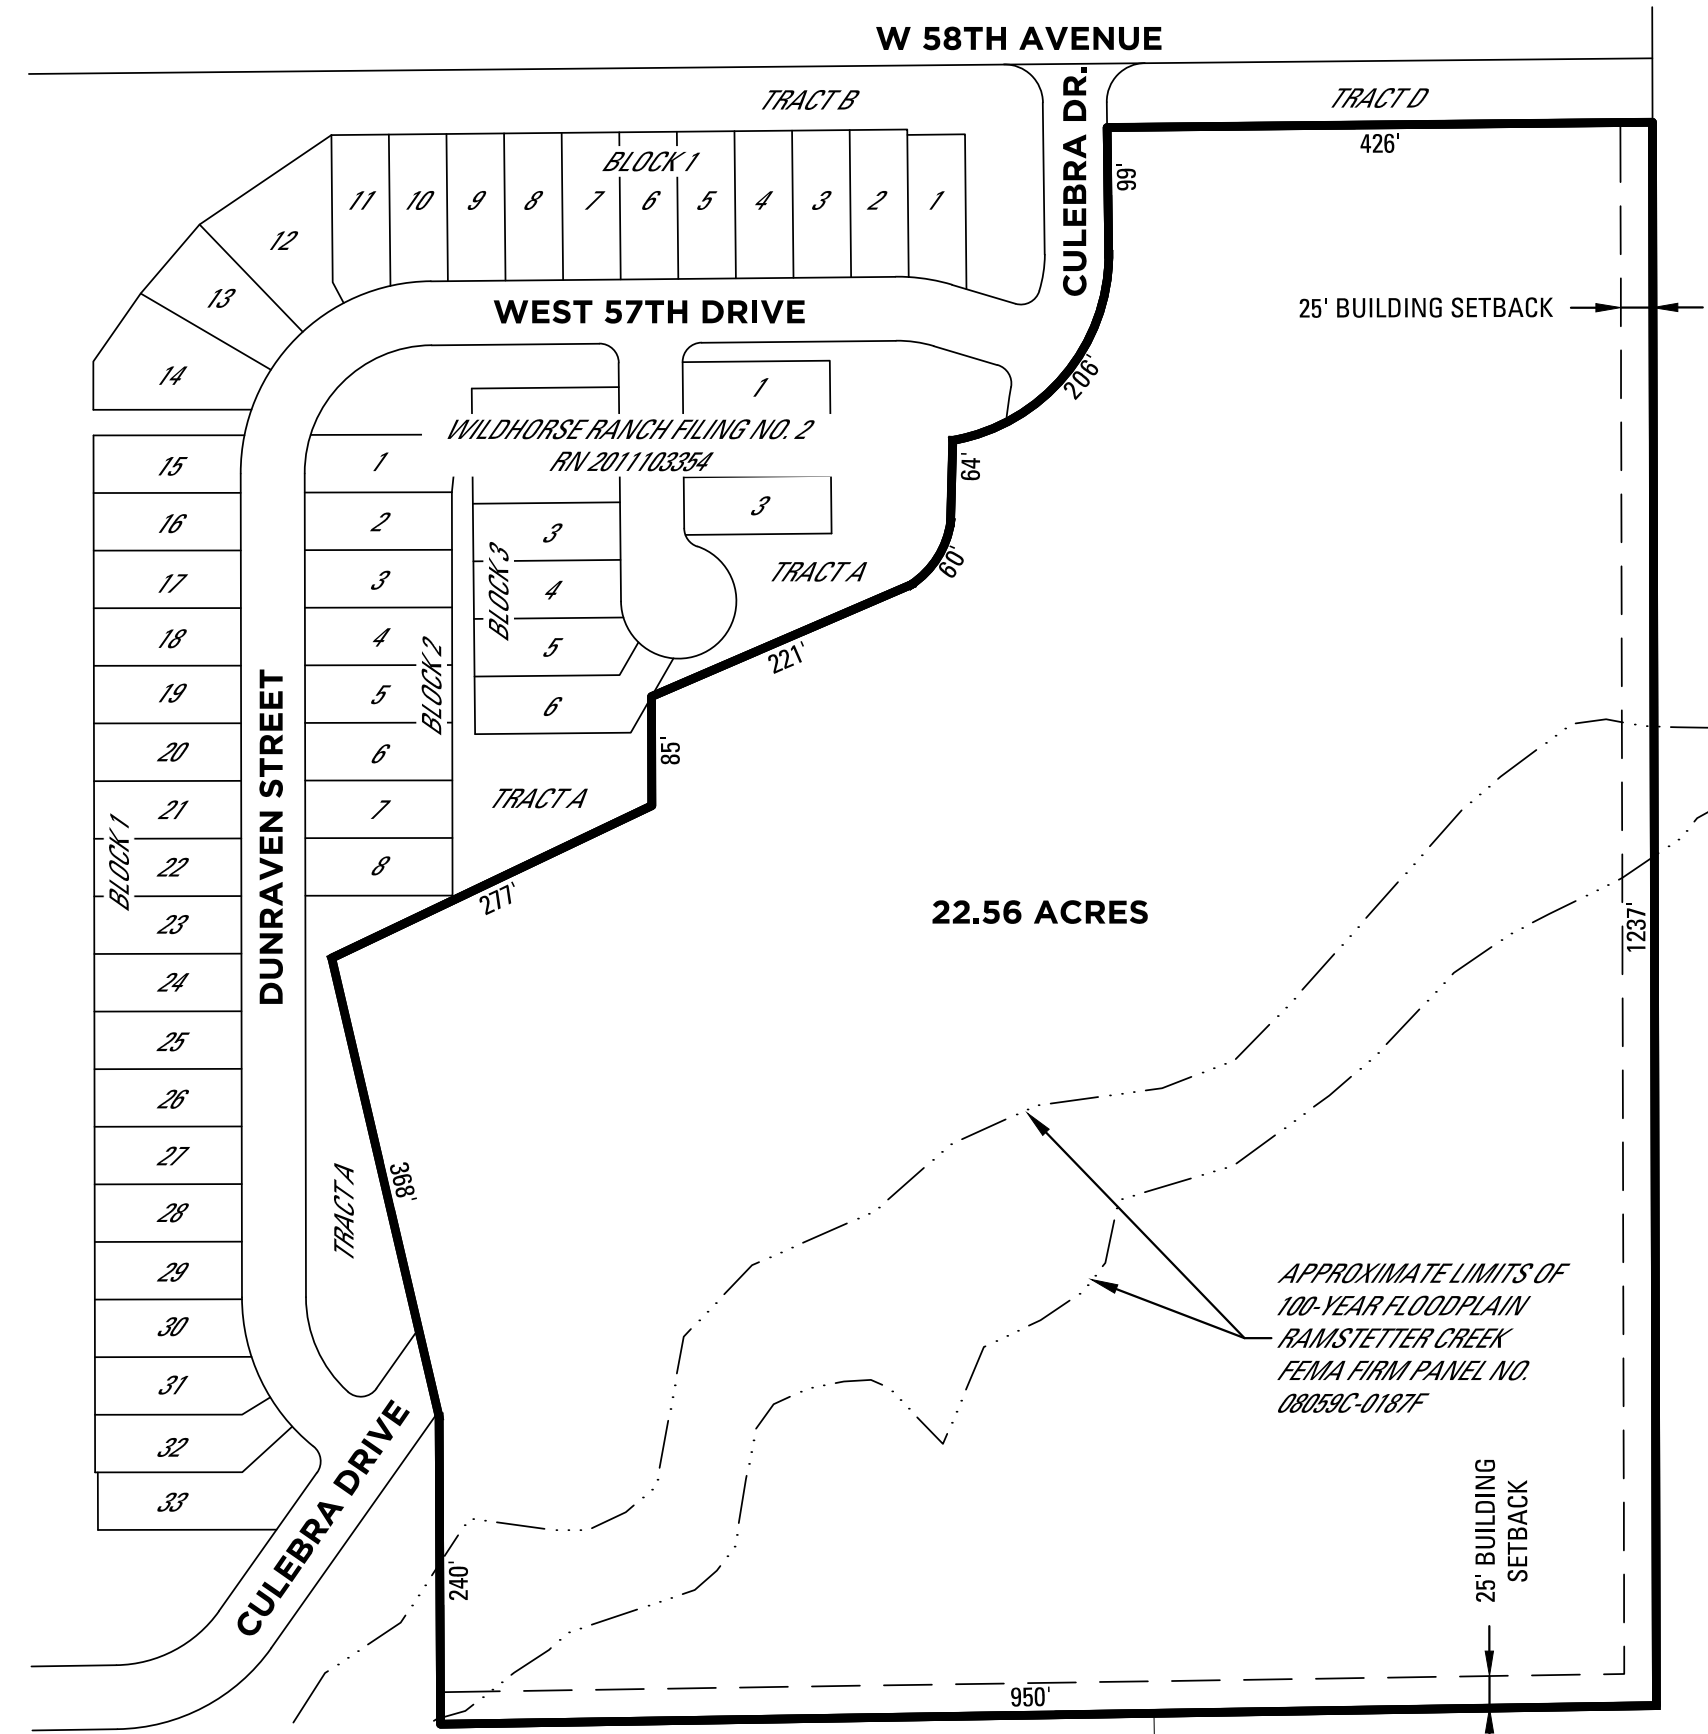 W 58TH AVENUE
TRACT B
CULEBRA DR.
TRACT D
426'
99'
BLOCK 1
11
10
9
8
7
6
5
4
3
2
1
12
13
14
WEST 57TH DRIVE
25' BUILDING SETBACK
206'
1
WILDHORSE RANCH FILING NO. 2
RN 2011103354
64'
3
60'
TRACT A
15
16
17
18
19
20
21
22
23
24
25
26
27
28
29
30
31
32
33
BLOCK 1
DUNRAVEN STREET
1
2
3
4
5
6
7
8
BLOCK 2
BLOCK 3
3
4
5
6
221'
85'
TRACT A
277'
22.56 ACRES
1237'
368'
TRACT A
APPROXIMATE LIMITS OF
100-YEAR FLOODPLAIN
RAMSTETTER CREEK
FEMA FIRM PANEL NO.
08059C-0187F
CULEBRA DRIVE
240'
25' BUILDING
SETBACK
950'